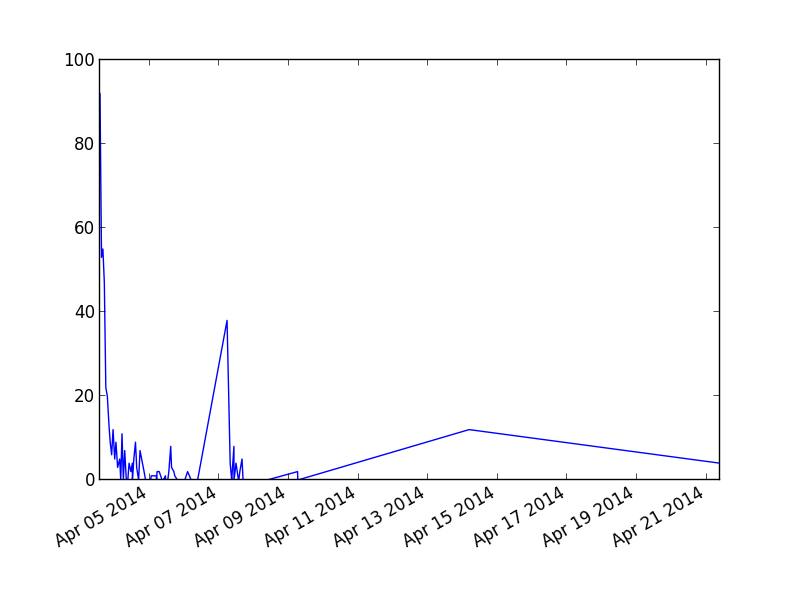 100
80
60
40
20
0
Apr 05 2014
Apr 07 2014
Apr 09 2014
Apr 11 2014
Apr 13 2014
Apr 15 2014
Apr 17 2014
Apr 19 2014
Apr 21 2014